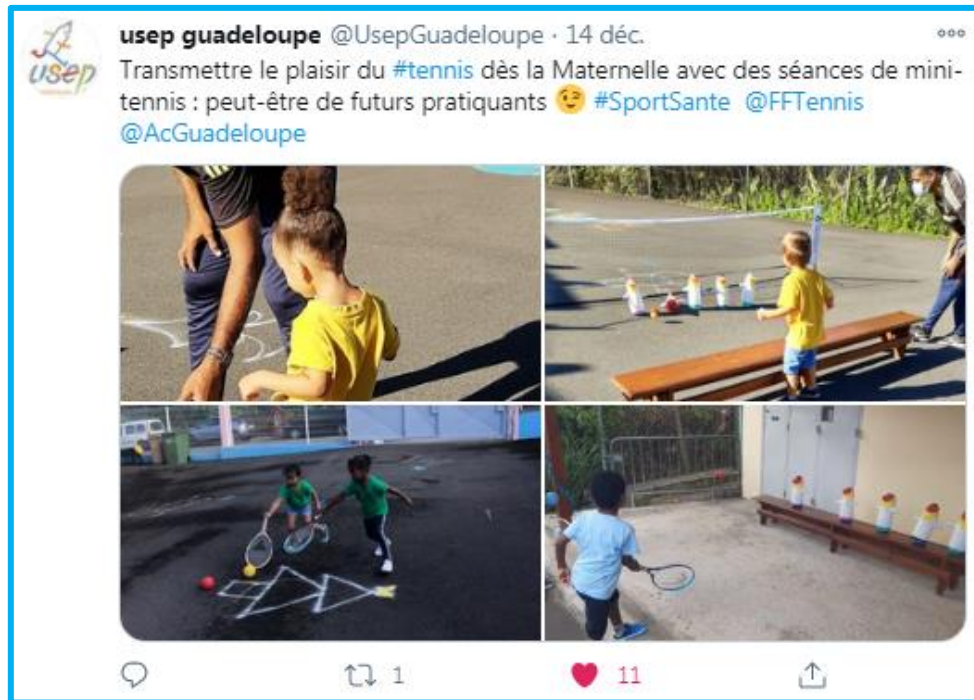 usep
usep guadeloupe @UsepGuadeloupe · 14 déc.
Transmettre le plaisir du #tennis dès la Maternelle avec des séances de mini-
tennis : peut-être de futurs pratiquants 😉 #SportSante @FFTennis
@AcGuadeloupe
1
11